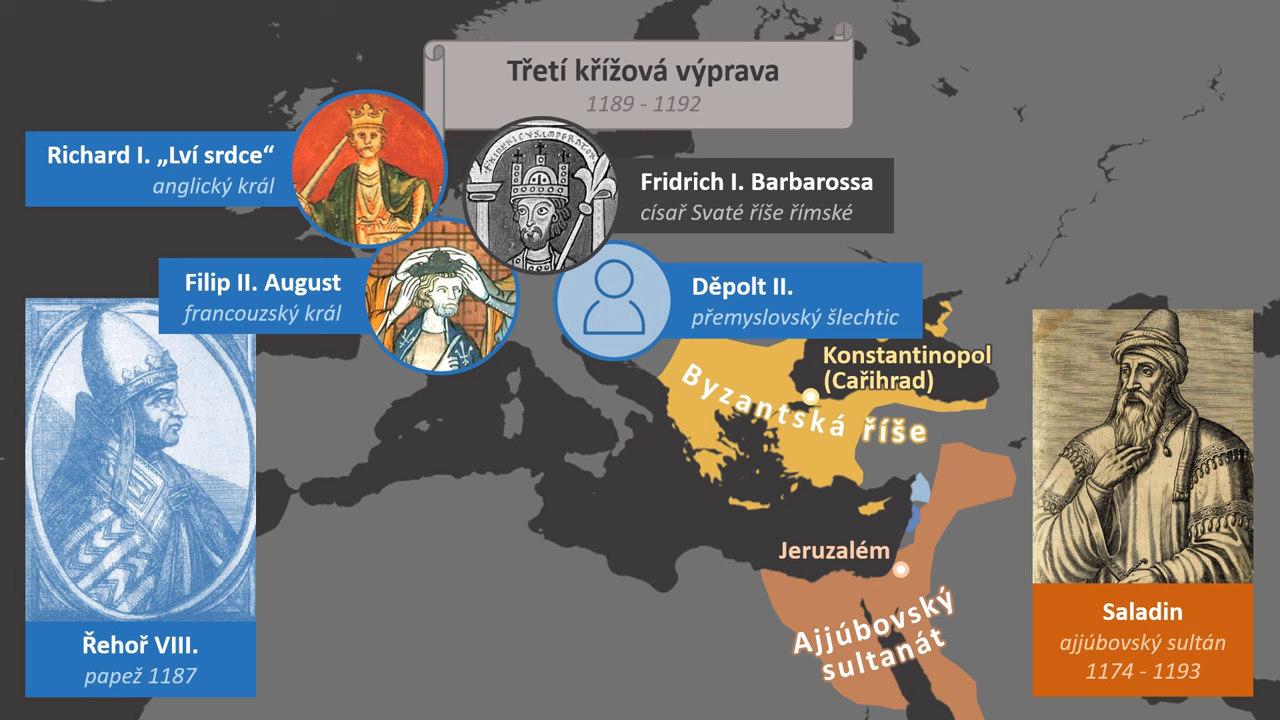 Třetí křížová výprava
1189 - 1192
Richard I. „Lví srdce“
anglický král
FRIDERICVS.IMPERATOR
Fridrich I. Barbarossa
císař Svaté říše římské
Filip II. August
francouzský král
Děpolt II.
přemyslovský šlechtic
Konstantinopol
(Cařihrad)
Byzantská říše
Jeruzalém
Ajjúbovský
sultanát
Řehoř VIII.
papež 1187
Saladin
ajjúbovský sultán
1174 - 1193